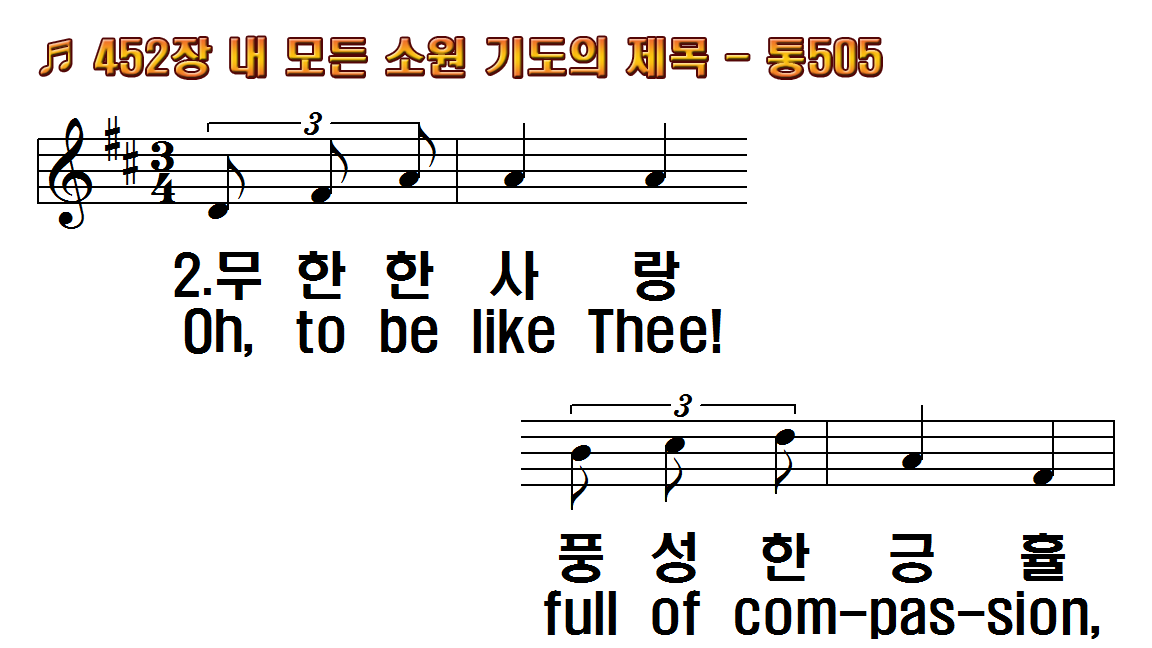 ♬ 452장 내 모든 소원 기도의 제목 - 통505
3
3
4
2.무 한 한 사 랑
Oh, to be like Thee!
3
풍 성 한 긍 휼
full of com-pas-sion,